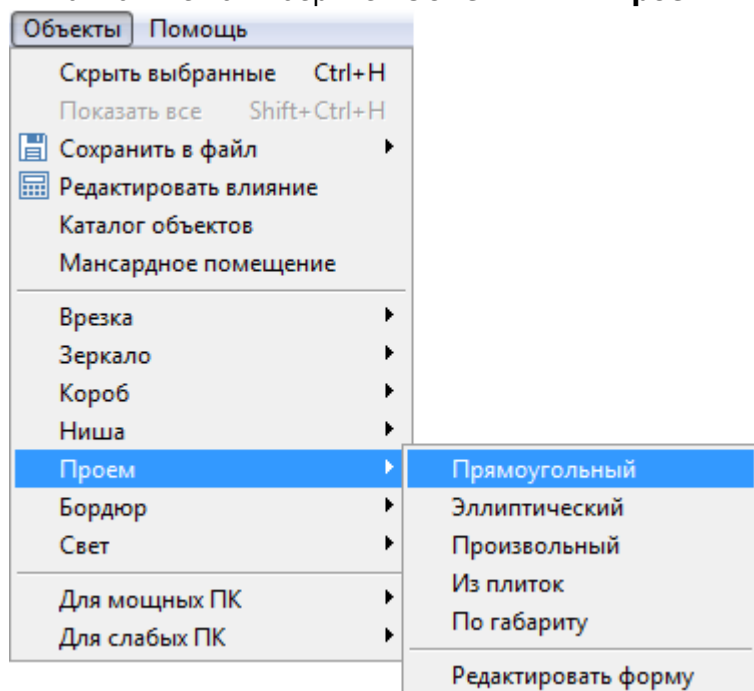 Объекты Помощь
Скрыть выбранные Ctrl+H
Показать все Shift+Ctrl+H
Сохранить в файл
Редактировать влияние
Каталог объектов
Мансардное помещение
Врезка
Зеркало
Короб
Ниша
Проем
Бордюр
Свет
Для мощных ПК
Для слабых ПК
Прямоугольный
Эллиптический
Произвольный
Из плиток
По габариту
Редактировать форму